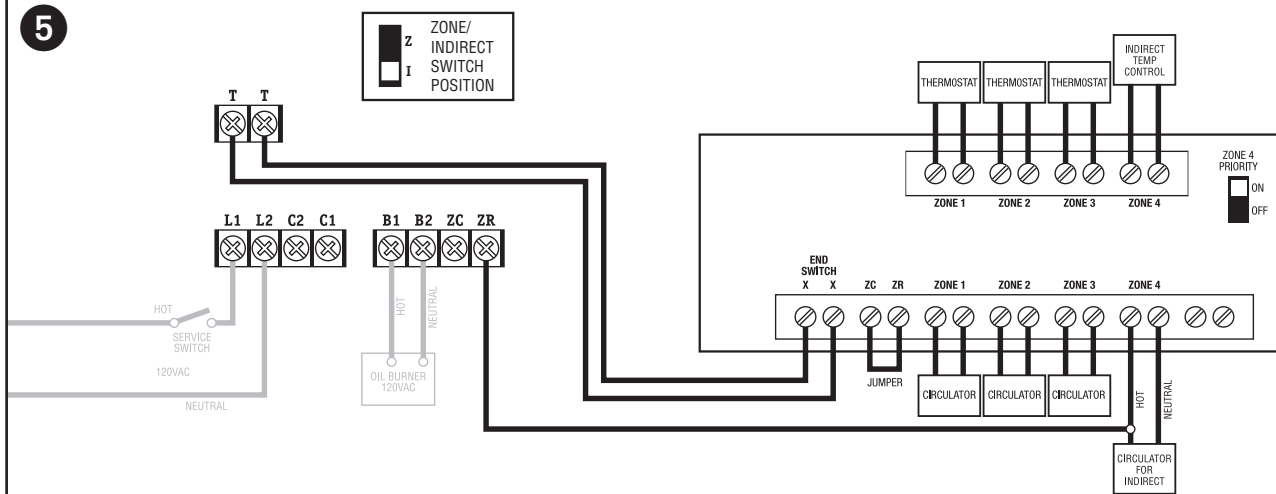 5
Z
I
ZONE/
INDIRECT
SWITCH
POSITION
INDIRECT
TEMP
CONTROL
THERMOSTAT
THERMOSTAT
THERMOSTAT
T T
ZONE 4
PRIORITY
ON
OFF
ZONE 1 ZONE 2 ZONE 3 ZONE 4
L1 L2 C2 C1
B1 B2 ZC ZR
END
SWITCH
X X ZC ZR ZONE 1 ZONE 2 ZONE 3 ZONE 4
HOT
SERVICE
SWITCH
120VAC
NEUTRAL
HOT
NEUTRAL
OIL BURNER
120VAC
JUMPER
CIRCULATOR
CIRCULATOR
CIRCULATOR
HOT
NEUTRAL
CIRCULATOR
FOR
INDIRECT